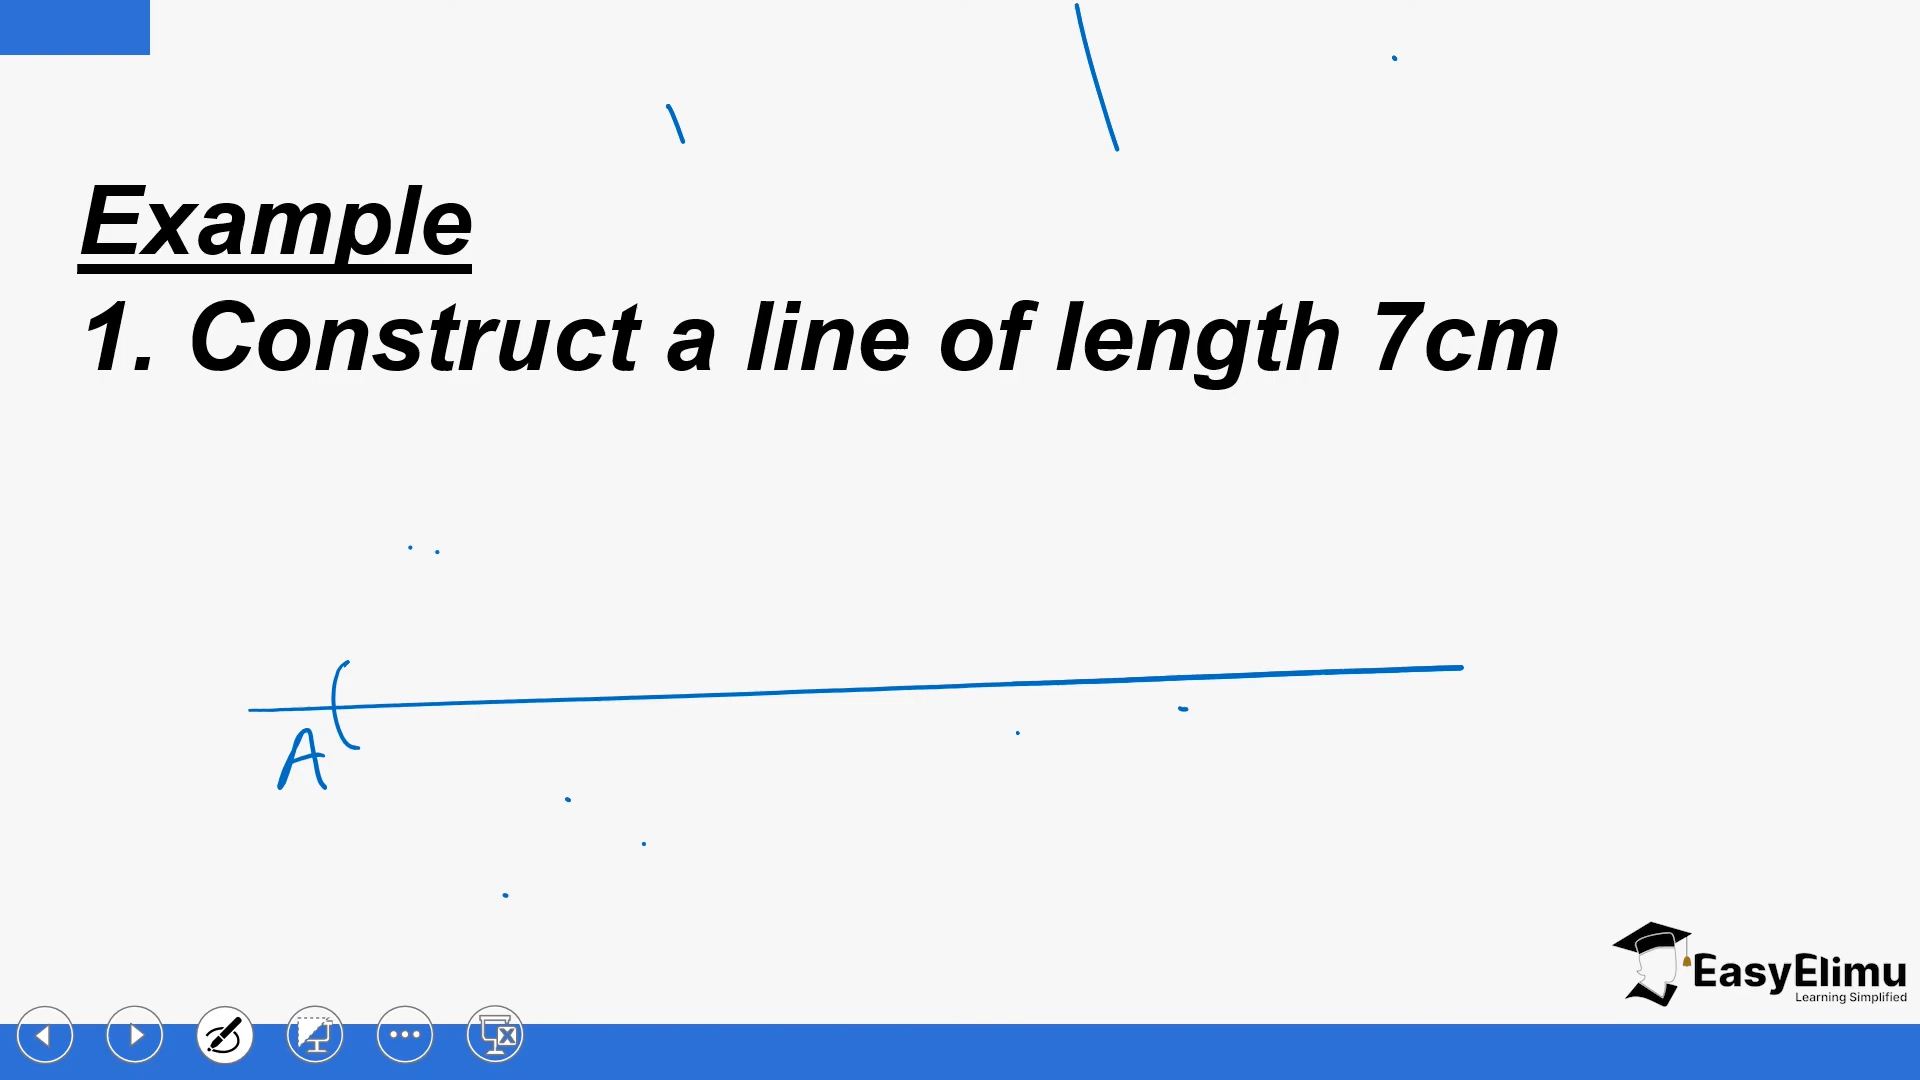 Example
1. Construct a line of length 7cm
A
EasyElimu
Learning Simplified